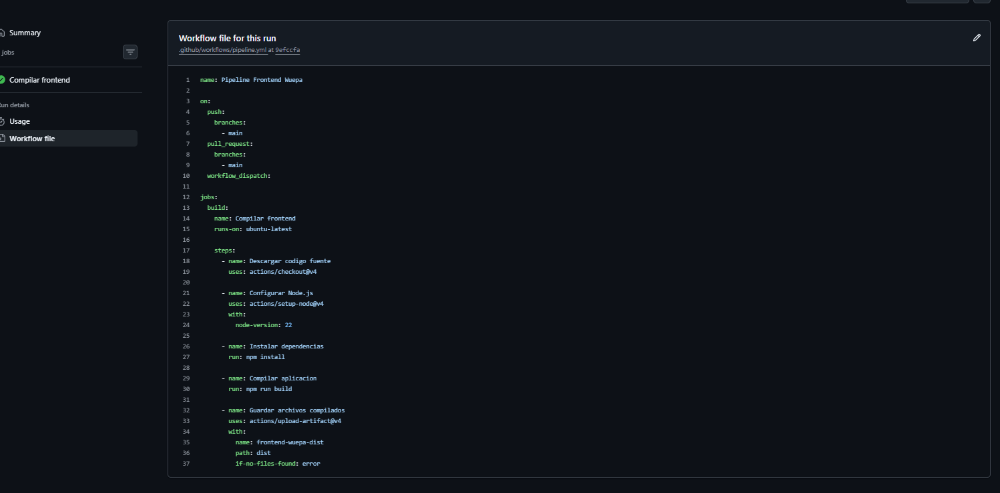 Summary
jobs
Compilar frontend
Run details
Usage
Workflow file
Workflow file for this run
.github/workflows/pipeline.yml at 9efccfa
1 name: Pipeline Frontend Wuepa
2
3 on:
4   push:
5     branches:
6       - main
7   pull_request:
8     branches:
9       - main
10   workflow_dispatch:
11
12 jobs:
13   build:
14     name: Compilar frontend
15     runs-on: ubuntu-latest
16
17     steps:
18       - name: Descargar codigo fuente
19         uses: actions/checkout@v4
20
21       - name: Configurar Node.js
22         uses: actions/setup-node@v4
23         with:
24           node-version: 22
25
26       - name: Instalar dependencias
27         run: npm install
28
29       - name: Compilar aplicacion
30         run: npm run build
31
32       - name: Guardar archivos compilados
33         uses: actions/upload-artifact@v4
34         with:
35           name: frontend-wuepa-dist
36           path: dist
37           if-no-files-found: error